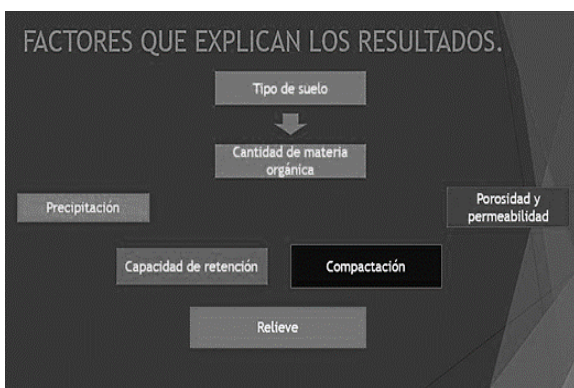 FACTORES QUE EXPLICAN LOS RESULTADOS.
Tipo de suelo
Cantidad de materia
orgánica
Precipitación
Porosidad y
permeabilidad
Capacidad de retención
Compactación
Relieve